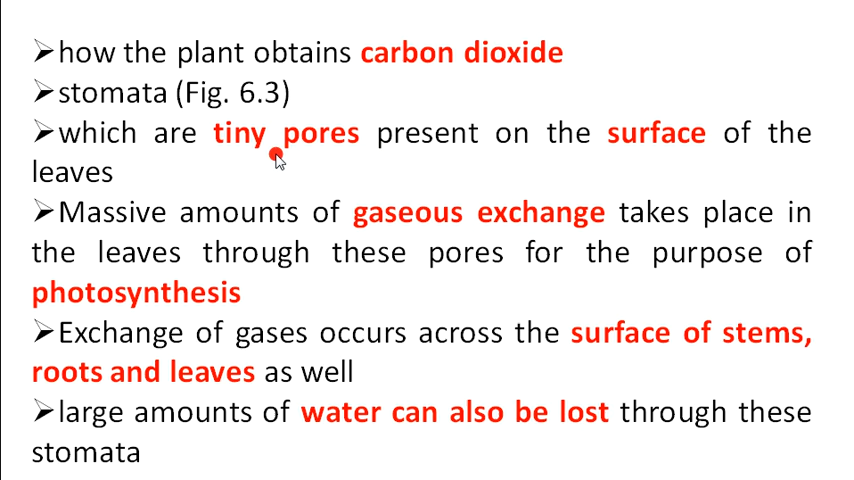 ➢how the plant obtains carbon dioxide
➢stomata (Fig. 6.3)
➢which are tiny pores present on the surface of the
leaves
➢Massive amounts of gaseous exchange takes place in
the leaves through these pores for the purpose of
photosynthesis
➢Exchange of gases occurs across the surface of stems,
roots and leaves as well
➢large amounts of water can also be lost through these
stomata